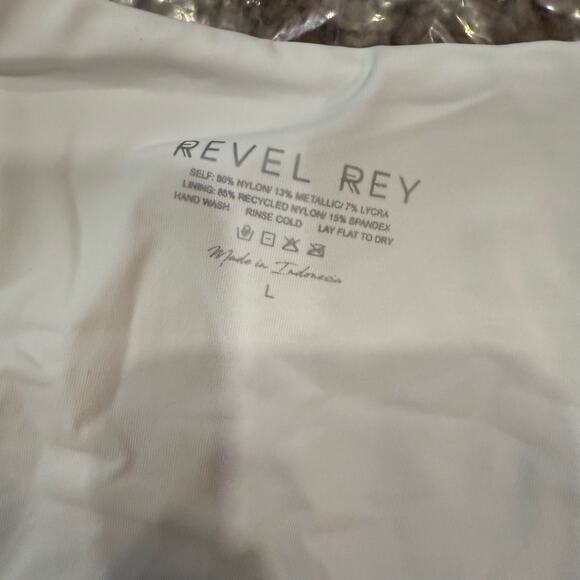 REVEL REY
SELF: 80% NYLON/ 13% METALLIC/ 7% LYCRA
LINING: 85% RECYCLED NYLON/ 15% SPANDEX
HAND WASH RINSE COLD LAY FLAT TO DRY
Made in Indonesia
L